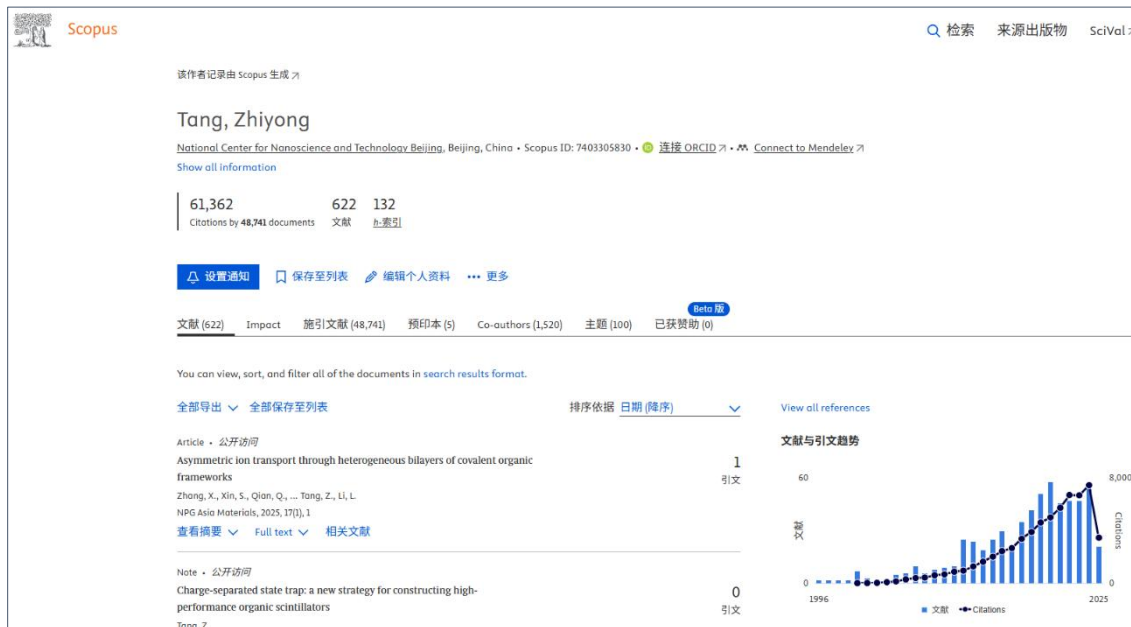 Scopus
检索 来源出版物 SciVal
该作者记录由 Scopus 生成
Tang, Zhiyong
National Center for Nanoscience and Technology Beijing, Beijing, China • Scopus ID: 7403305830 • 连接 ORCID • Connect to Mendeley
Show all information
61,362 622 132
Citations by 48,741 documents 文献 h-索引
设置通知 保存至列表 编辑个人资料 ••• 更多
Beta 版
文献 (622) Impact 施引文献 (48,741) 预印本 (5) Co-authors (1,520) 主题 (100) 已获赞助 (0)
You can view, sort, and filter all of the documents in search results format.
全部导出 全部保存至列表 排序依据 日期 (降序) View all references
Article • 公开访问
Asymmetric ion transport through heterogeneous bilayers of covalent organic
frameworks
1
引文
Zhang, X., Xin, S., Qian, Q., ... Tang, Z., Li, L.
NPG Asia Materials, 2025, 17(1), 1
查看摘要 Full text 相关文献
Note • 公开访问
Charge-separated state trap: a new strategy for constructing high-
performance organic scintillators
0
引文
Tang, Z.
文献与引文趋势
60 8,000
文献 Citations
0 0
1996 2025
文献 Citations